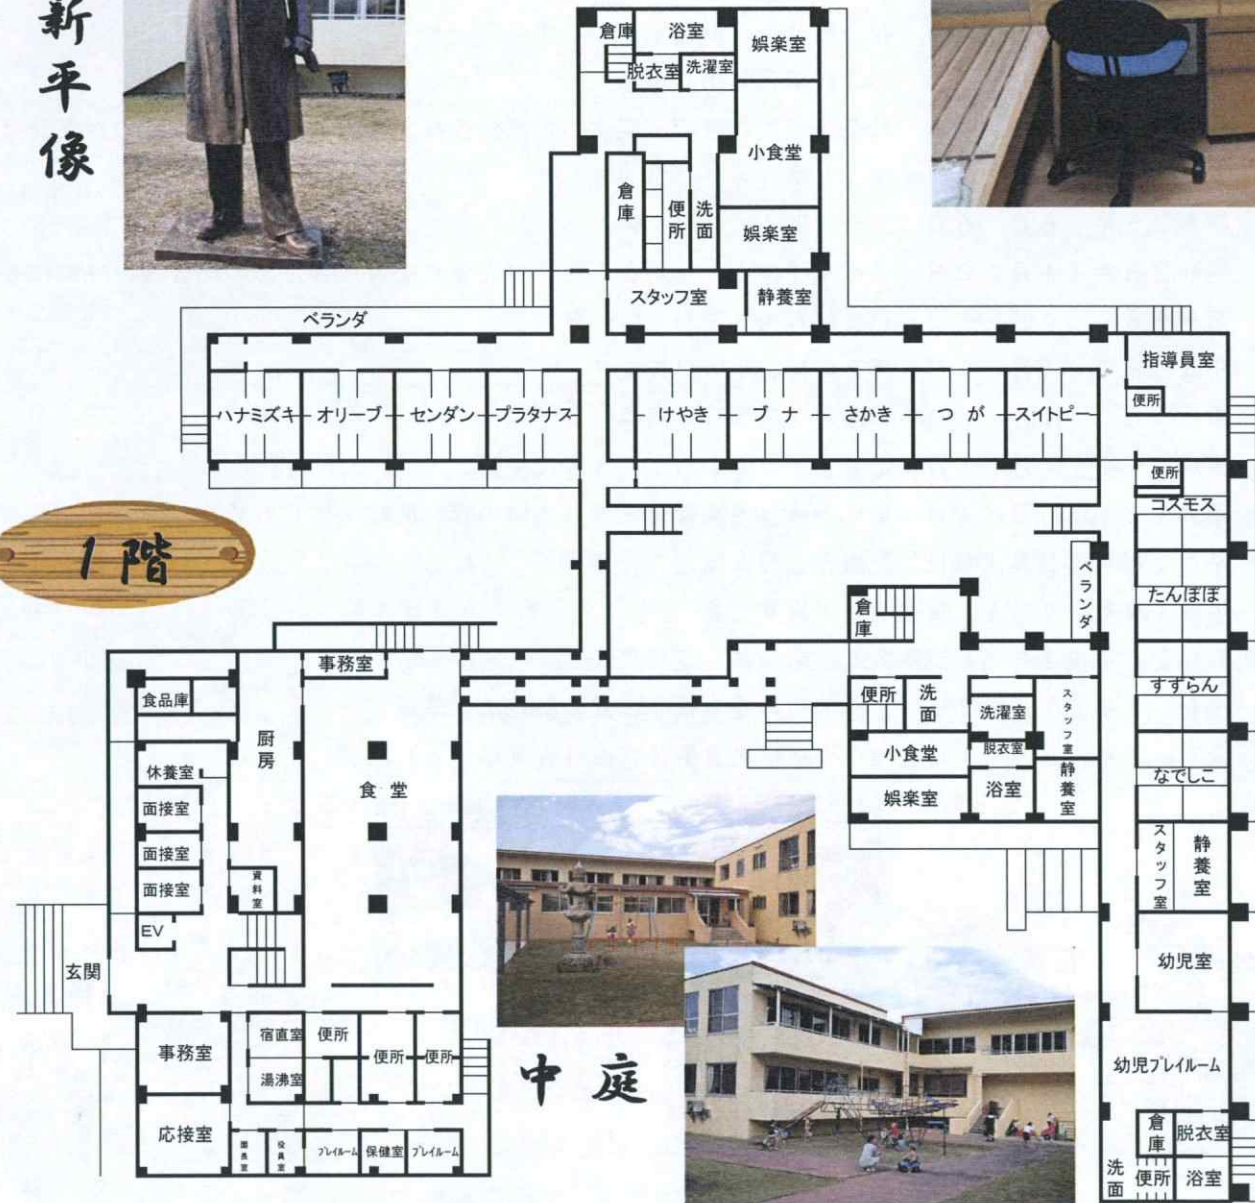 新平像
倉庫
浴室
娯楽室
脱衣室
洗濯室
小食堂
倉庫
便所
洗面
娯楽室
スタッフ室
静養室
ベランダ
指導員室
便所
ハナミズキ
オリーブ
センダン
プラタナス
けやき
ブナ
さかき
つが
スイトピー
便所
コスモス
1階
ベランダ
たんぽぽ
倉庫
事務室
すずらん
食品庫
厨房
便所
洗面
洗濯室
スタッフ室
小食堂
脱衣室
なでしこ
休養室
食堂
娯楽室
浴室
静養室
面接室
面接室
面接室
資料室
スタッフ室
静養室
EV
玄関
幼児室
事務室
宿直室
便所
便所
便所
湯沸室
中庭
幼児プレイルーム
応接室
園長室
役員室
プレイルーム
保健室
プレイルーム
倉庫
脱衣室
洗面
便所
浴室